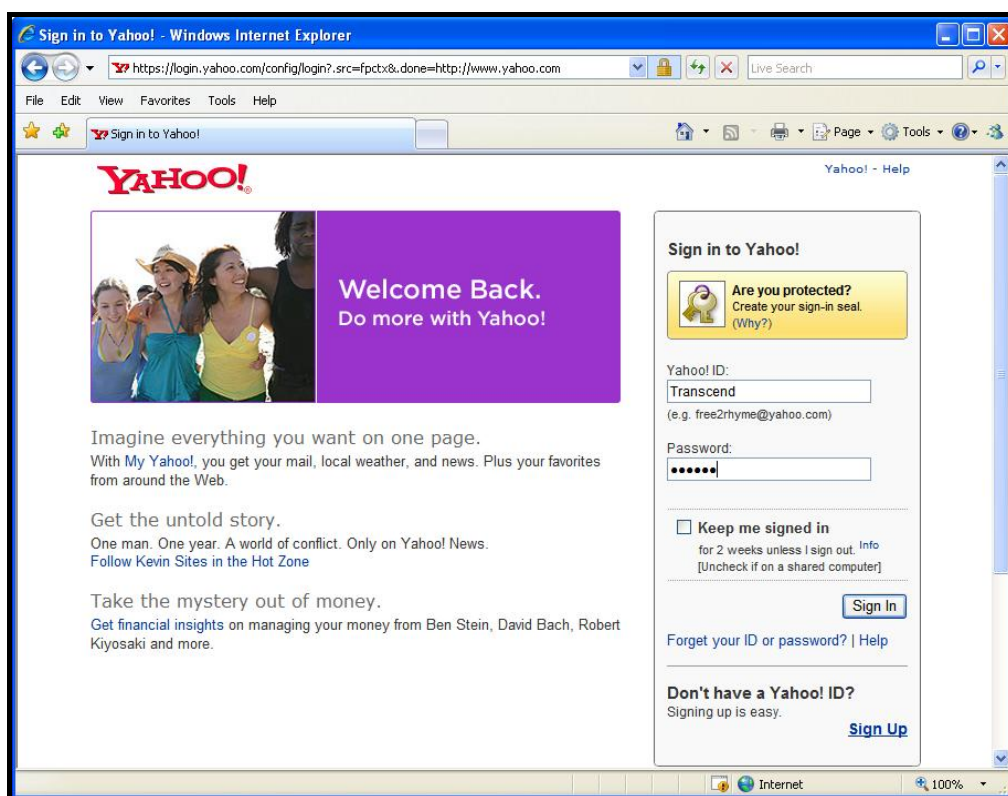 Sign in to Yahoo! - Windows Internet Explorer
https://login.yahoo.com/config/login?.src=fpctx&.done=http://www.yahoo.com
Live Search
File Edit View Favorites Tools Help
Sign in to Yahoo!
Page Tools
YAHOO!
Yahoo! - Help
Welcome Back.
Do more with Yahoo!
Imagine everything you want on one page.
With My Yahoo!, you get your mail, local weather, and news. Plus your favorites
from around the Web.
Get the untold story.
One man. One year. A world of conflict. Only on Yahoo! News.
Follow Kevin Sites in the Hot Zone
Take the mystery out of money.
Get financial insights on managing your money from Ben Stein, David Bach, Robert
Kiyosaki and more.
Sign in to Yahoo!
Are you protected?
Create your sign-in seal.
(Why?)
Yahoo! ID:
Transcend
(e.g. free2rhyme@yahoo.com)
Password:
••••••
Keep me signed in
for 2 weeks unless I sign out. Info
[Uncheck if on a shared computer]
Sign In
Forget your ID or password? | Help
Don't have a Yahoo! ID?
Signing up is easy.
Sign Up
Internet
100%